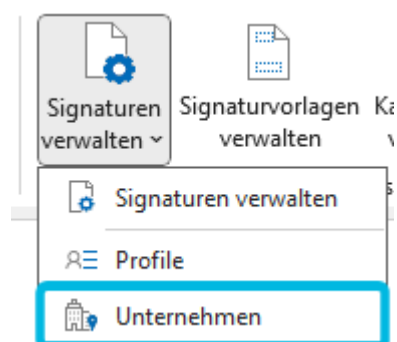 Signaturen
verwalten
Signaturvorlagen
verwalten
Signaturen verwalten
Profile
Unternehmen